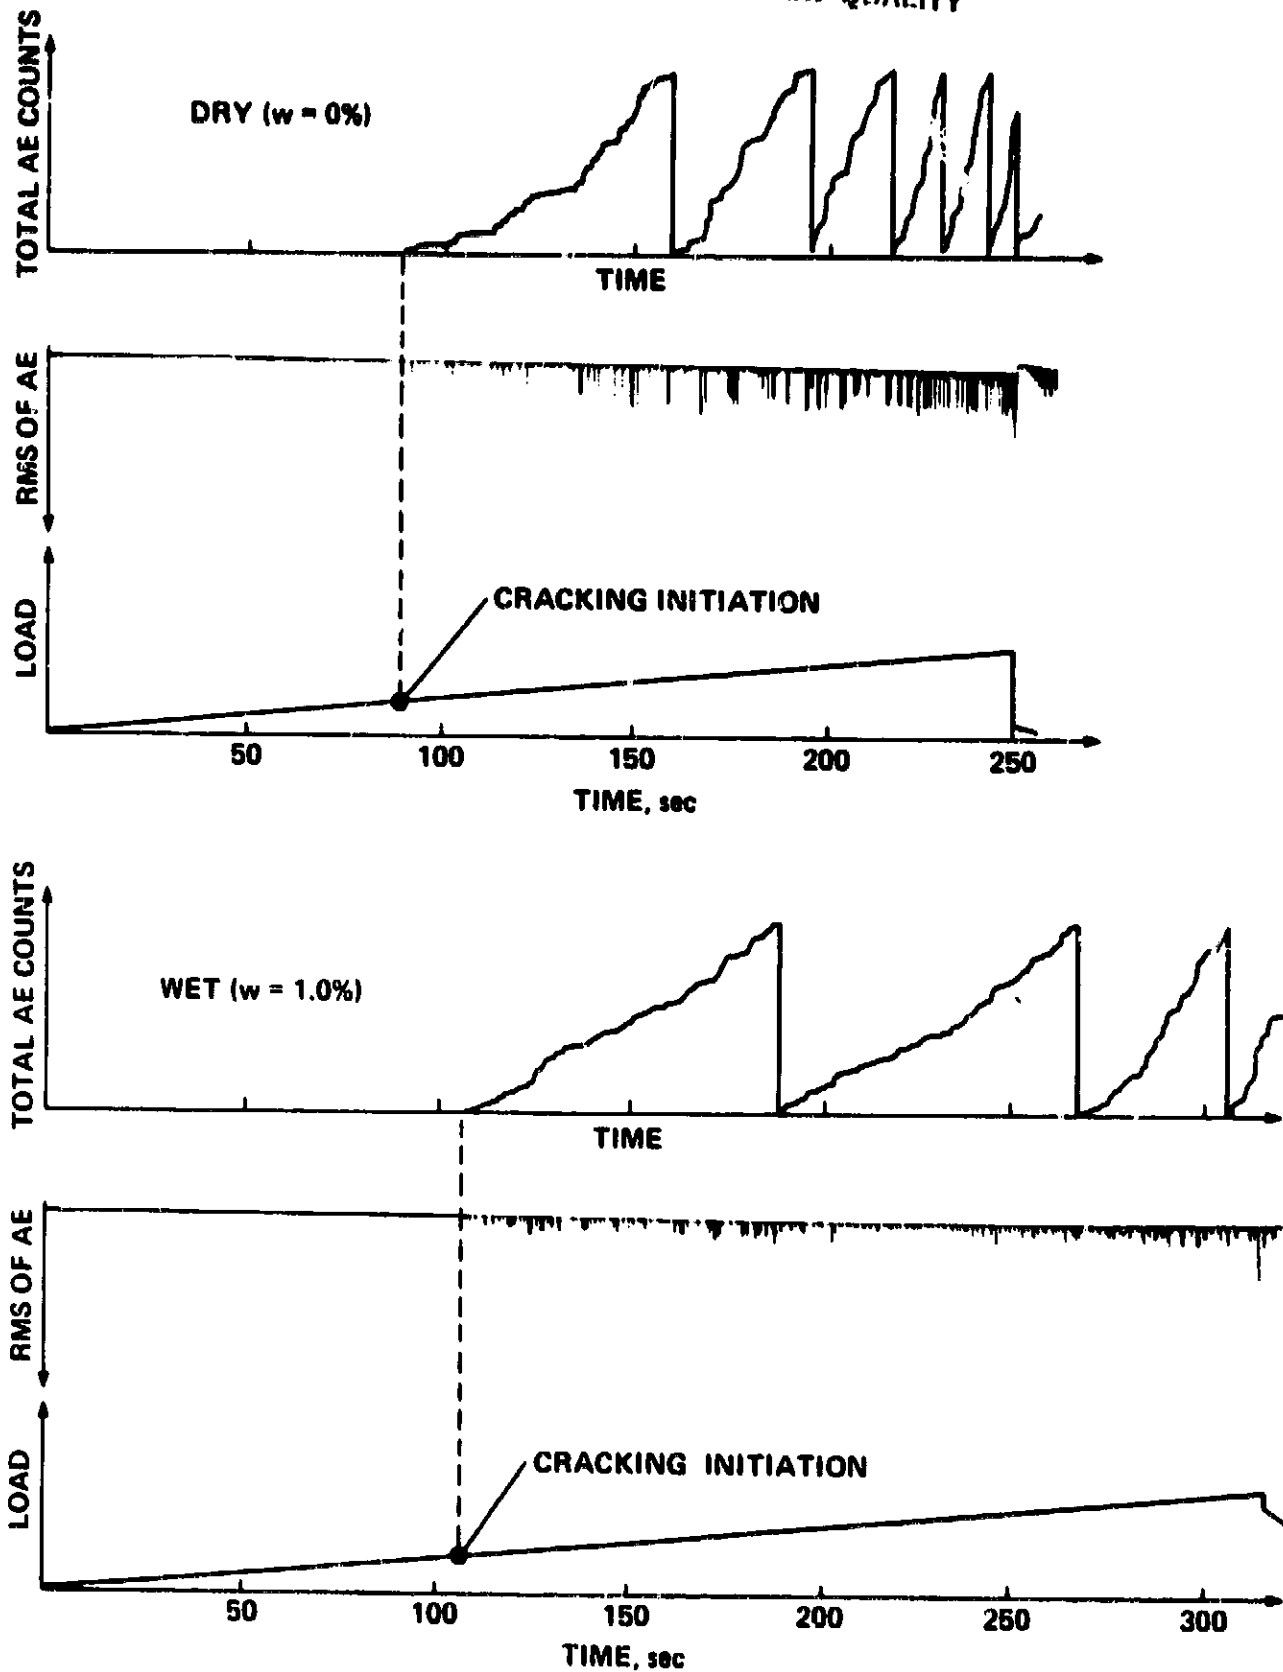 QUALITY
TOTAL AE COUNTS
DRY (w = 0%)
TIME
RMS OF AE
LOAD
CRACKING INITIATION
50 100 150 200 250
TIME, sec
TOTAL AE COUNTS
WET (w = 1.0%)
TIME
RMS OF AE
LOAD
CRACKING INITIATION
50 100 150 200 250 300
TIME, sec